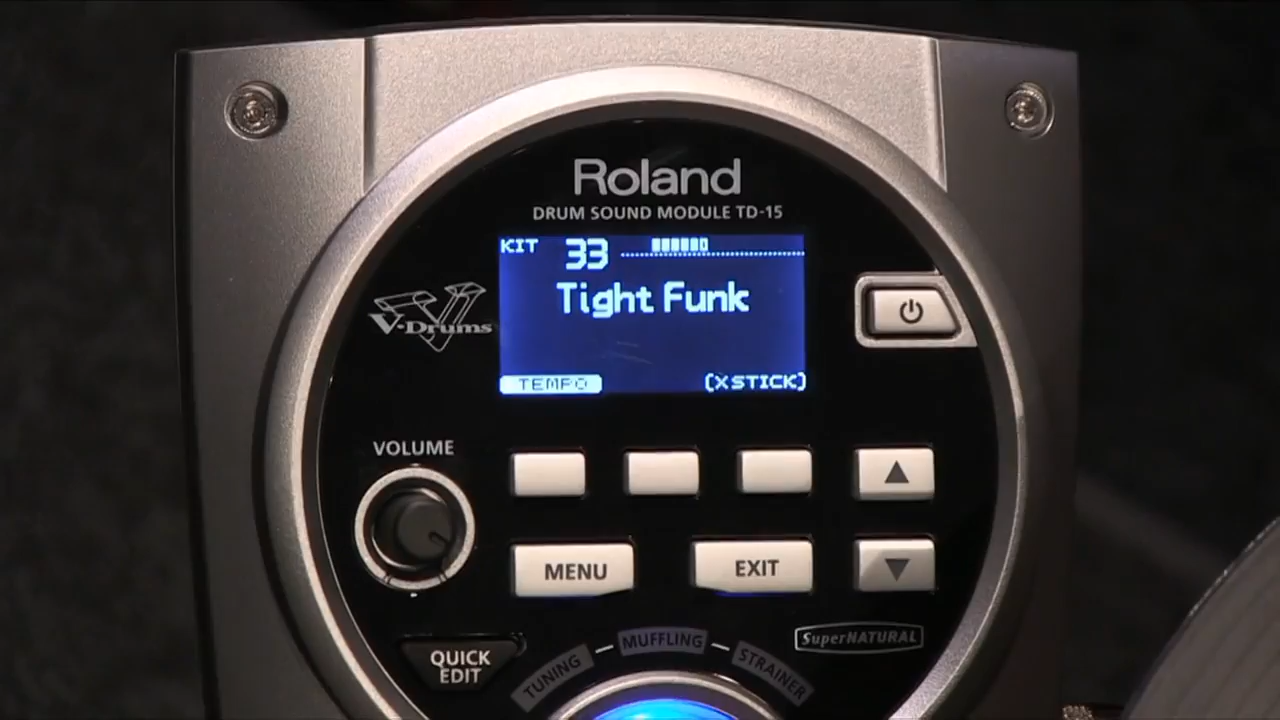 Roland
DRUM SOUND MODULE TD-15
KIT 33
Tight Funk
V-Drums
TEMPO [XSTICK]
VOLUME
MENU EXIT
SuperNATURAL
QUICK
EDIT
TUNING MUFFLING STRAINER